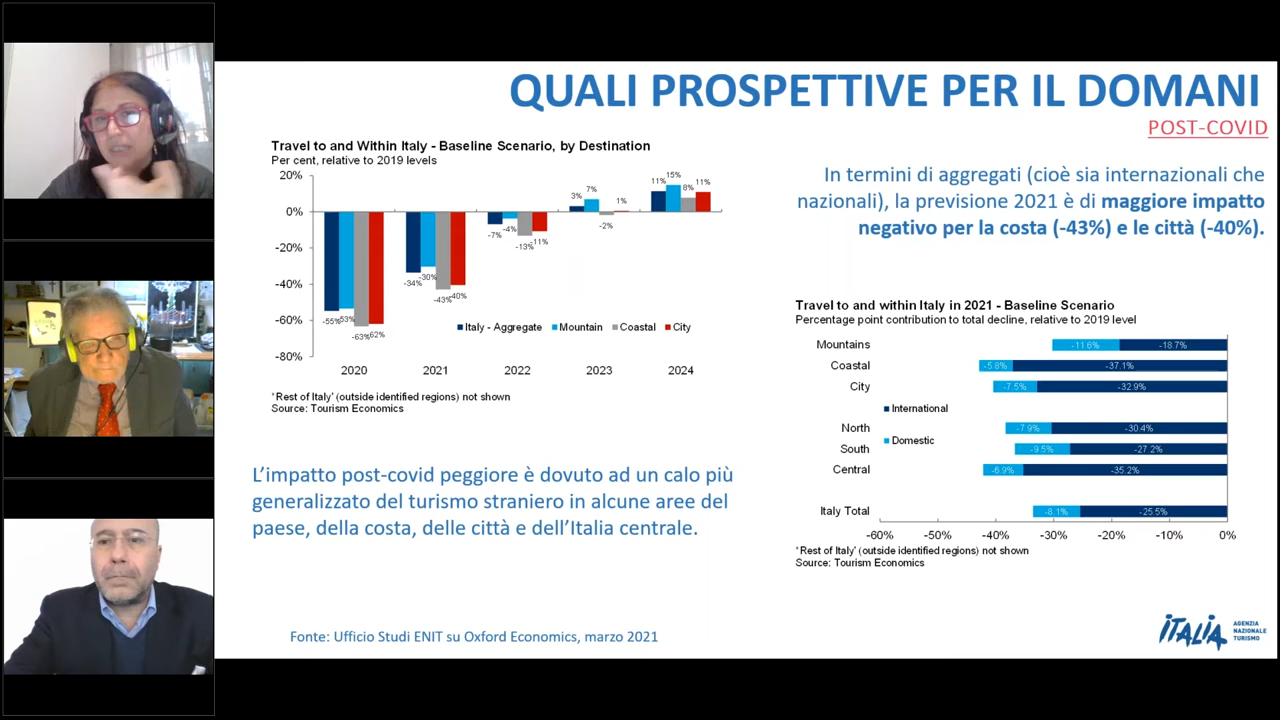 QUALI PROSPETTIVE PER IL DOMANI
POST-COVID
Travel to and Within Italy - Baseline Scenario, by Destination
Per cent, relative to 2019 levels
20%
0%
-20%
-40%
-60%
-80%
-55%
-53%
-63%
-62%
-34%
-30%
-43%
-40%
-7%
-4%
-13%
-11%
3%
7%
-2%
1%
11%
15%
8%
11%
Italy - Aggregate Mountain Coastal City
2020 2021 2022 2023 2024
'Rest of Italy' (outside identified regions) not shown
Source: Tourism Economics
In termini di aggregati (cioè sia internazionali che
nazionali), la previsione 2021 è di maggiore impatto
negativo per la costa (-43%) e le città (-40%).
Travel to and within Italy in 2021 - Baseline Scenario
Percentage point contribution to total decline, relative to 2019 level
Mountains -11.6% -18.7%
Coastal -5.8% -37.1%
City -7.5% -32.9%
International
North -7.9% -30.4%
Domestic
South -9.5% -27.2%
Central -6.9% -35.2%
Italy Total -8.1% -25.5%
-60% -50% -40% -30% -20% -10% 0%
'Rest of Italy' (outside identified regions) not shown
Source: Tourism Economics
L'impatto post-covid peggiore è dovuto ad un calo più
generalizzato del turismo straniero in alcune aree del
paese, della costa, delle città e dell'Italia centrale.
Fonte: Ufficio Studi ENIT su Oxford Economics, marzo 2021
ITALIA
AGENZIA
NAZIONALE
TURISMO